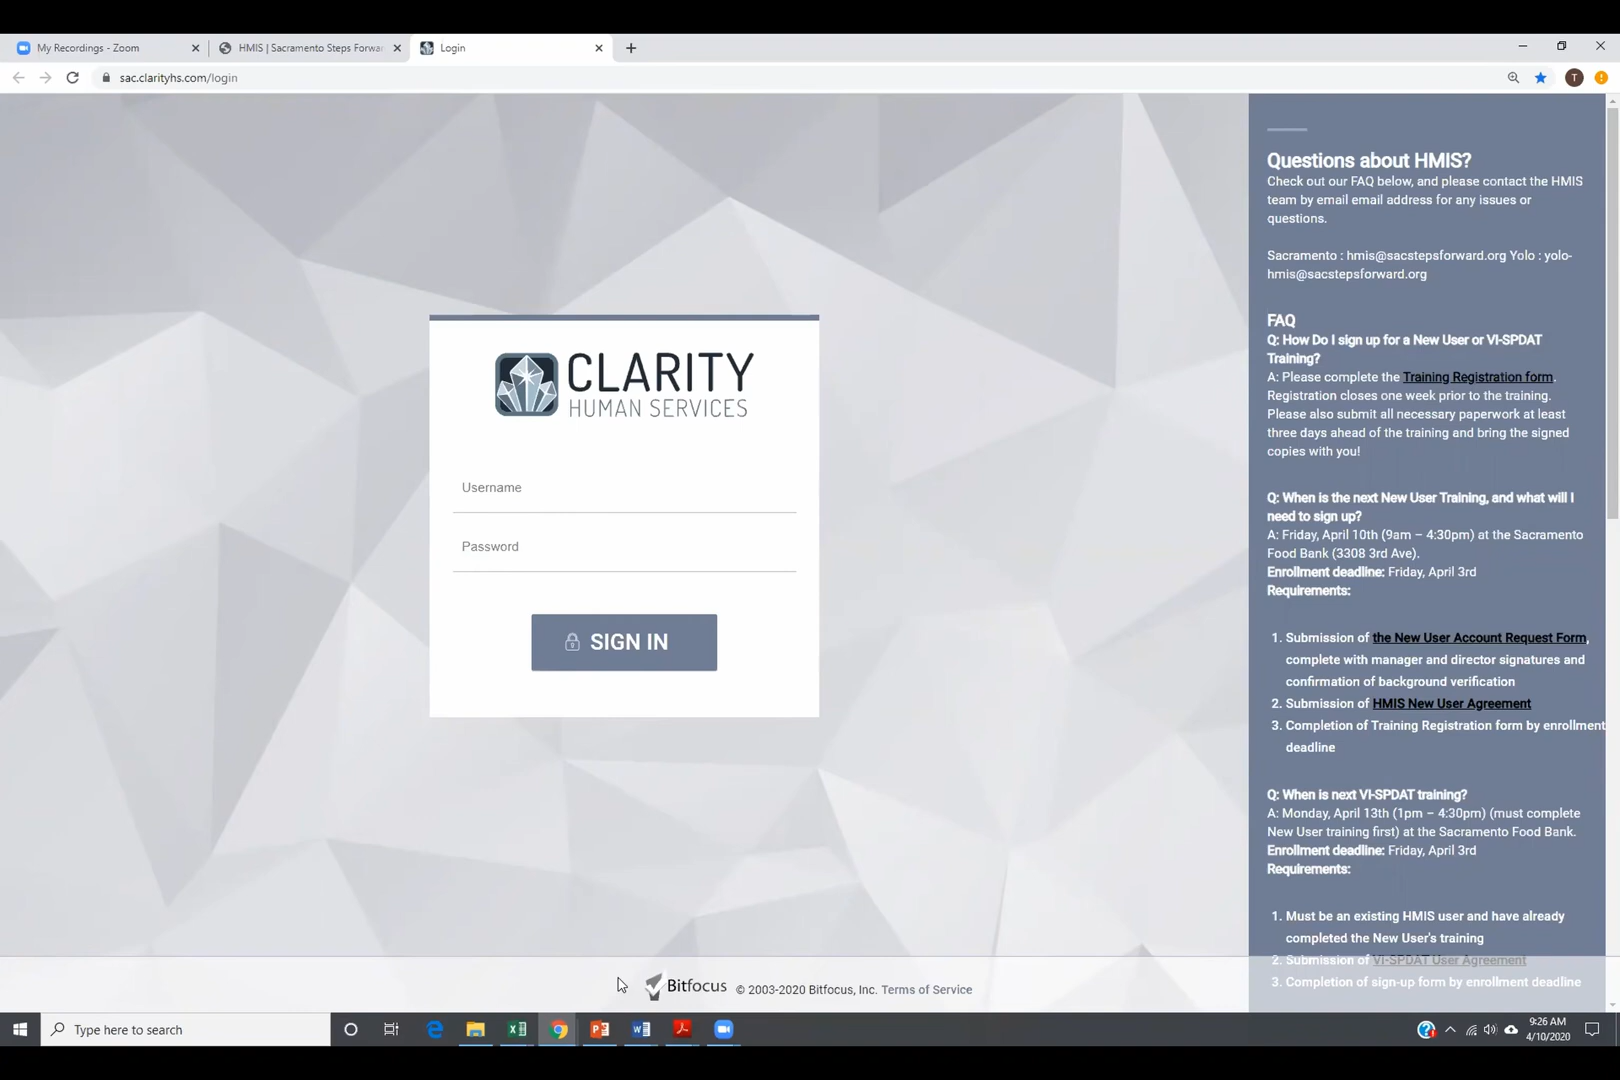 My Recordings - Zoom
HMIS | Sacramento Steps Forwa
Login
sac.clarityhs.com/login
T
CLARITY
HUMAN SERVICES
Username
Password
SIGN IN
Questions about HMIS?
Check out our FAQ below, and please contact the HMIS
team by email email address for any issues or
questions.
Sacramento : hmis@sacstepsforward.org Yolo : yolo-
hmis@sacstepsforward.org
FAQ
Q: How Do I sign up for a New User or VI-SPDAT
Training?
A: Please complete the Training Registration form.
Registration closes one week prior to the training.
Please also submit all necessary paperwork at least
three days ahead of the training and bring the signed
copies with you!
Q: When is the next New User Training, and what will I
need to sign up?
A: Friday, April 10th (9am – 4:30pm) at the Sacramento
Food Bank (3308 3rd Ave).
Enrollment deadline: Friday, April 3rd
Requirements:
1. Submission of the New User Account Request Form,
complete with manager and director signatures and
confirmation of background verification
2. Submission of HMIS New User Agreement
3. Completion of Training Registration form by enrollment
deadline
Q: When is next VI-SPDAT training?
A: Monday, April 13th (1pm – 4:30pm) (must complete
New User training first) at the Sacramento Food Bank.
Enrollment deadline: Friday, April 3rd
Requirements:
1. Must be an existing HMIS user and have already
completed the New User's training
2. Submission of VI-SPDAT User Agreement
3. Completion of sign-up form by enrollment deadline
Bitfocus © 2003-2020 Bitfocus, Inc. Terms of Service
Type here to search
9:26 AM
4/10/2020